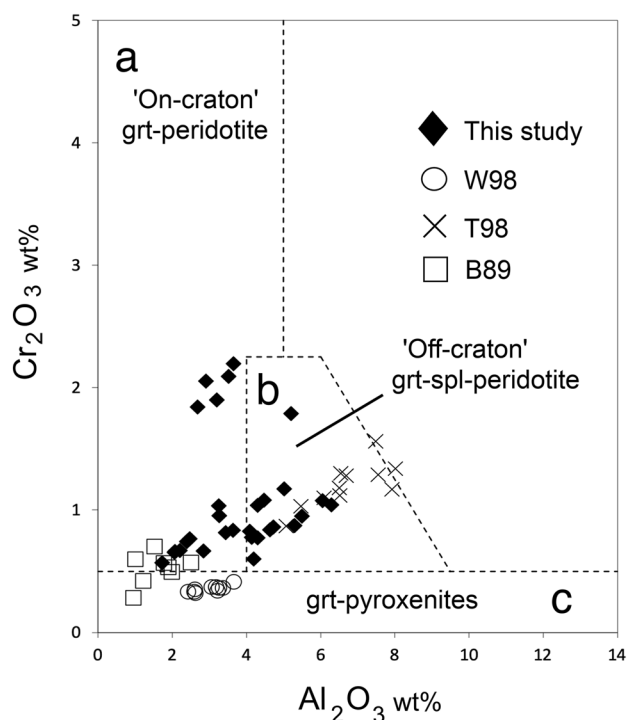 5
a
'On-craton'
grt-peridotite
4
This study
W98
T98
B89
3
Cr2O3 wt%
2
'Off-craton'
grt-spl-peridotite
b
1
grt-pyroxenites
c
0
0 2 4 6 8 10 12 14
Al2O3 wt%